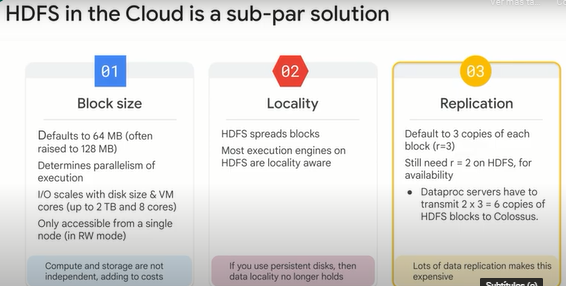 HDFS in the Cloud is a sub-par solution
01
Block size
Defaults to 64 MB (often
raised to 128 MB)
Determines parallelism of
execution
I/O scales with disk size & VM
cores (up to 2 TB and 8 cores)
Only accessible from a single
node (in RW mode)
Compute and storage are not
independent, adding to costs
02
Locality
HDFS spreads blocks
Most execution engines on
HDFS are locality aware
If you use persistent disks, then
data locality no longer holds
03
Replication
Default to 3 copies of each
block (r=3)
Still need r = 2 on HDFS, for
availability
● Dataproc servers have to
transmit 2 x 3 = 6 copies of
HDFS blocks to Colossus.
Lots of data replication makes this
expensive